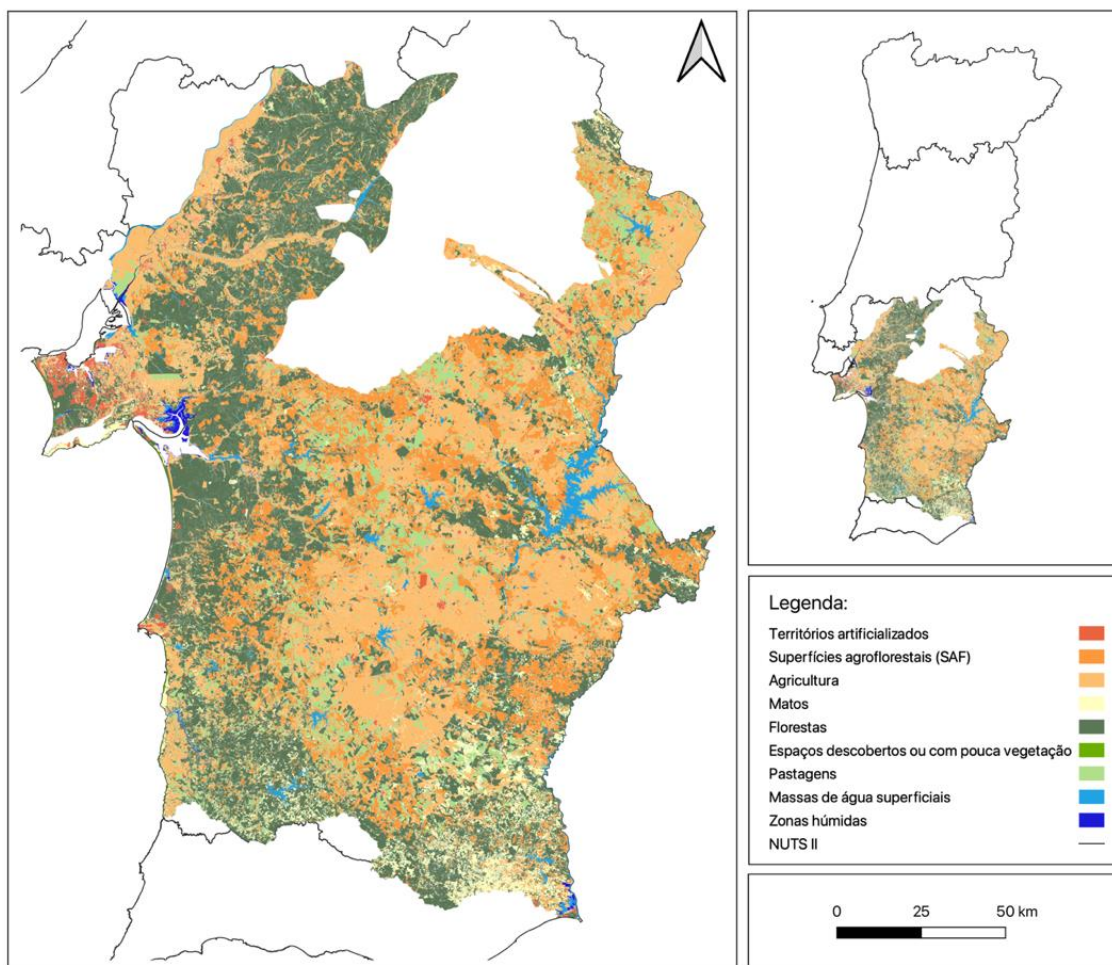 Legenda:
Territórios artificializados
Superfícies agroflorestais (SAF)
Agricultura
Matos
Florestas
Espaços descobertos ou com pouca vegetação
Pastagens
Massas de água superficiais
Zonas húmidas
NUTS II
0 25 50 km